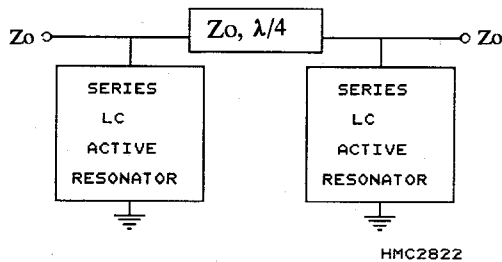 Zo Zo, λ/4 Zo
SERIES
LC
ACTIVE
RESONATOR
SERIES
LC
ACTIVE
RESONATOR
HMC2822